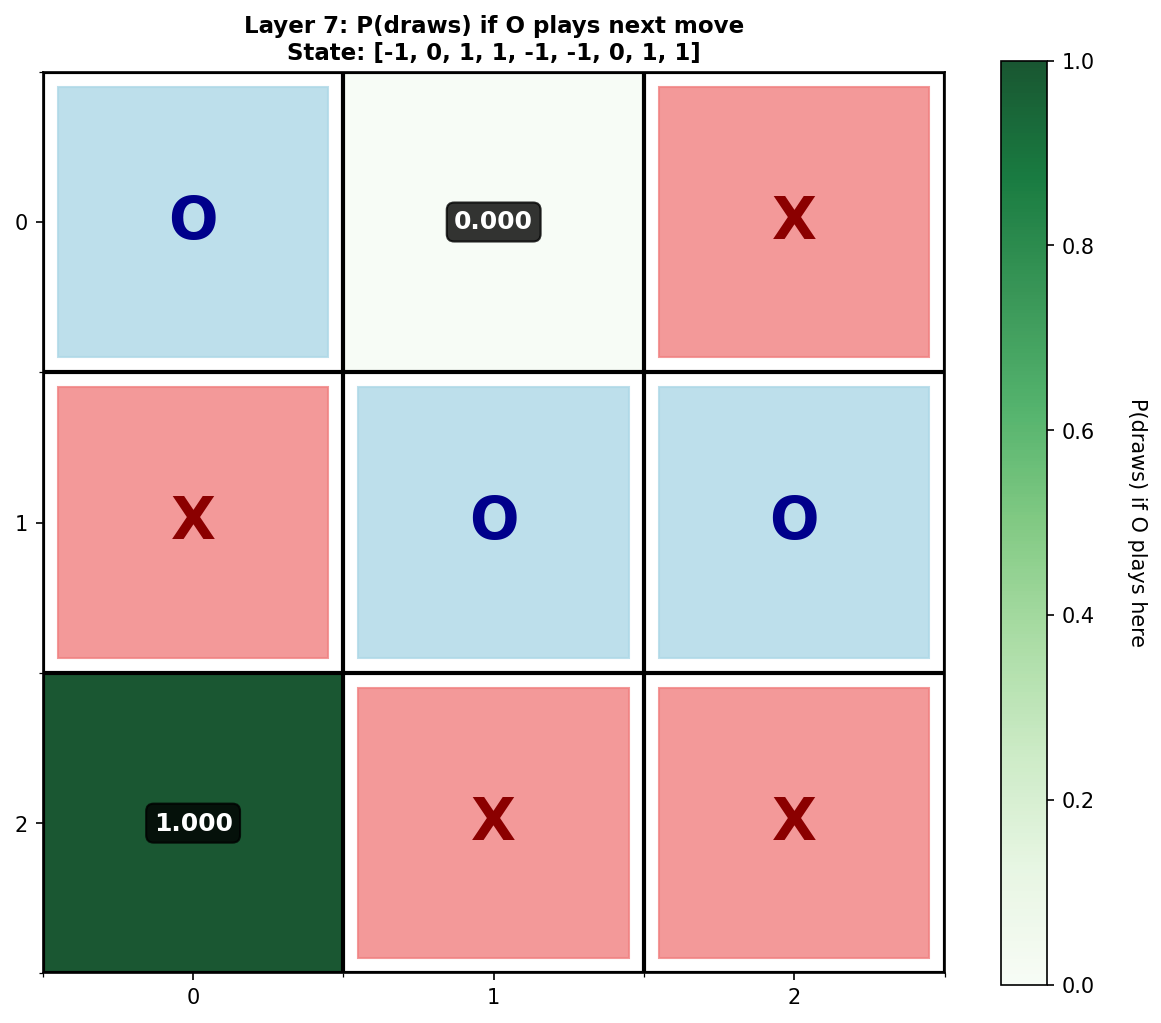 Layer 7: P(draws) if O plays next move
State: [-1, 0, 1, 1, -1, -1, 0, 1, 1]
0
O
0.000
X
1
X
O
O
2
1.000
X
X
0
1
2
1.0
0.8
0.6
0.4
0.2
0.0
P(draws) if O plays here